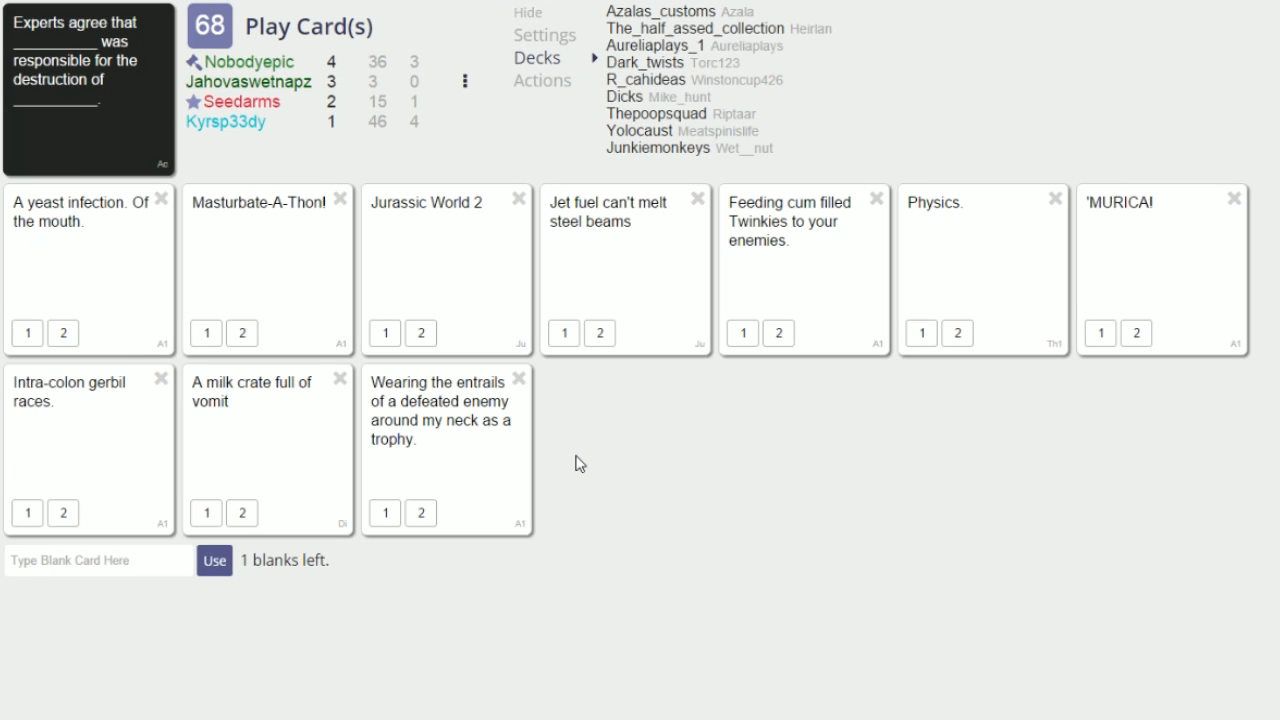 Experts agree that
__________ was
responsible for the
destruction of
__________.
Ac
68 Play Card(s)
Nobodyepic 4 36 3
Jahovaswetnapz 3 3 0
Seedarms 2 15 1
Kyrsp33dy 1 46 4
Hide
Settings
Decks
Actions
Azalas_customs Azala
The_half_assed_collection Heirlan
Aureliaplays_1 Aureliaplays
Dark_twists Torc123
R_cahideas Winstoncup426
Dicks Mike_hunt
Thepoopsquad Riptaar
Yolocaust Meatspinislife
Junkiemonkeys Wet__nut
A yeast infection. Of
the mouth.
1 2
A1
Masturbate-A-Thon!
1 2
A1
Jurassic World 2
1 2
Ju
Jet fuel can't melt
steel beams
1 2
Ju
Feeding cum filled
Twinkies to your
enemies.
1 2
A1
Physics.
1 2
Th1
'MURICA!
1 2
A1
Intra-colon gerbil
races.
1 2
A1
A milk crate full of
vomit
1 2
Di
Wearing the entrails
of a defeated enemy
around my neck as a
trophy.
1 2
A1
Type Blank Card Here
Use
1 blanks left.